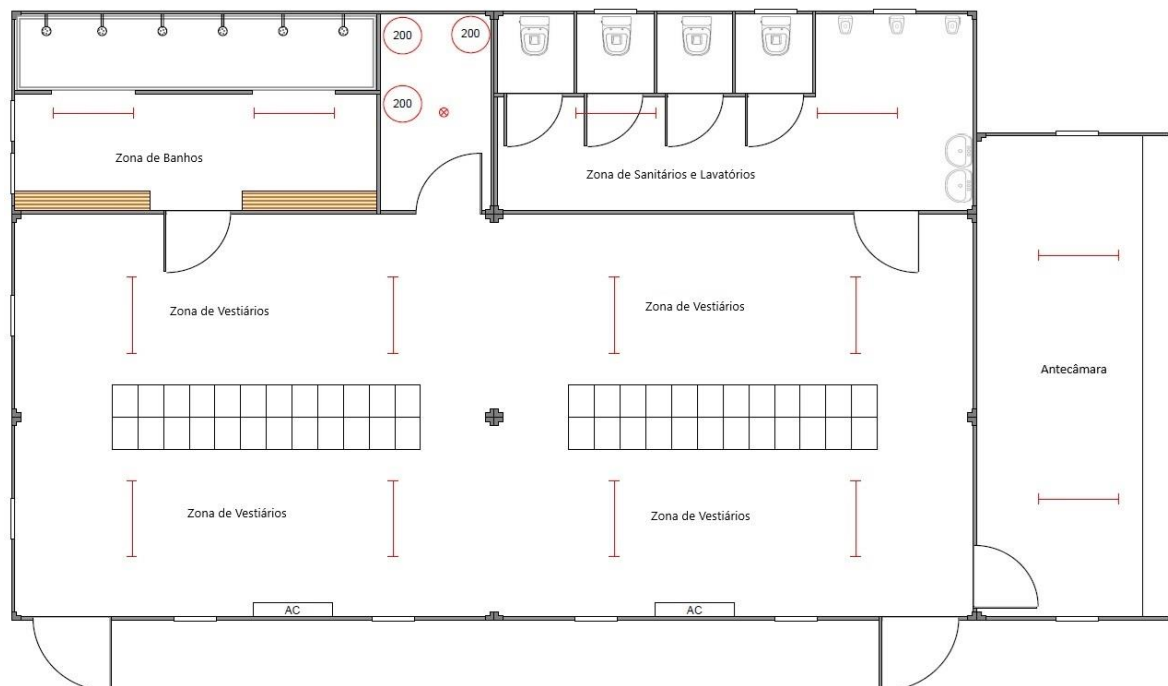 200
200
200
Zona de Banhos
Zona de Sanitários e Lavatórios
Zona de Vestiários
Zona de Vestiários
Antecâmara
Zona de Vestiários
Zona de Vestiários
AC
AC